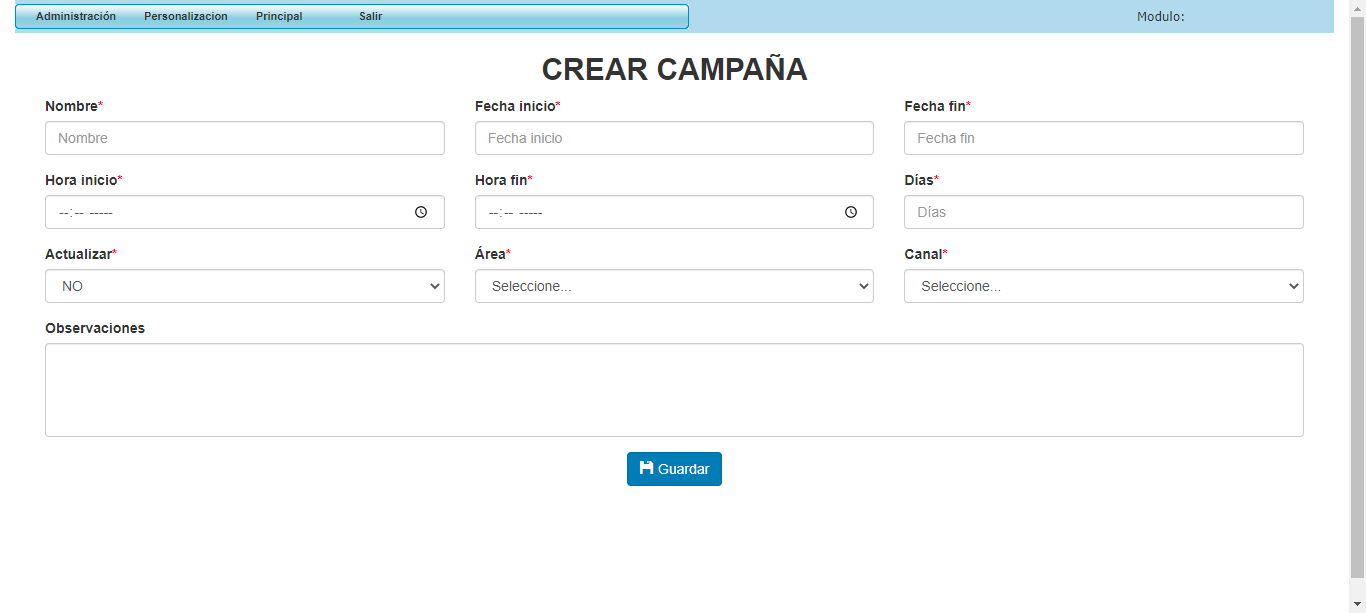 Administración Personalizacion Principal Salir Modulo:
CREAR CAMPAÑA
Nombre* Fecha inicio* Fecha fin*
Nombre Fecha inicio Fecha fin
Hora inicio* Hora fin* Días*
--:-- ----- --:-- ----- Días
Actualizar* Área* Canal*
NO Seleccione... Seleccione...
Observaciones
Guardar